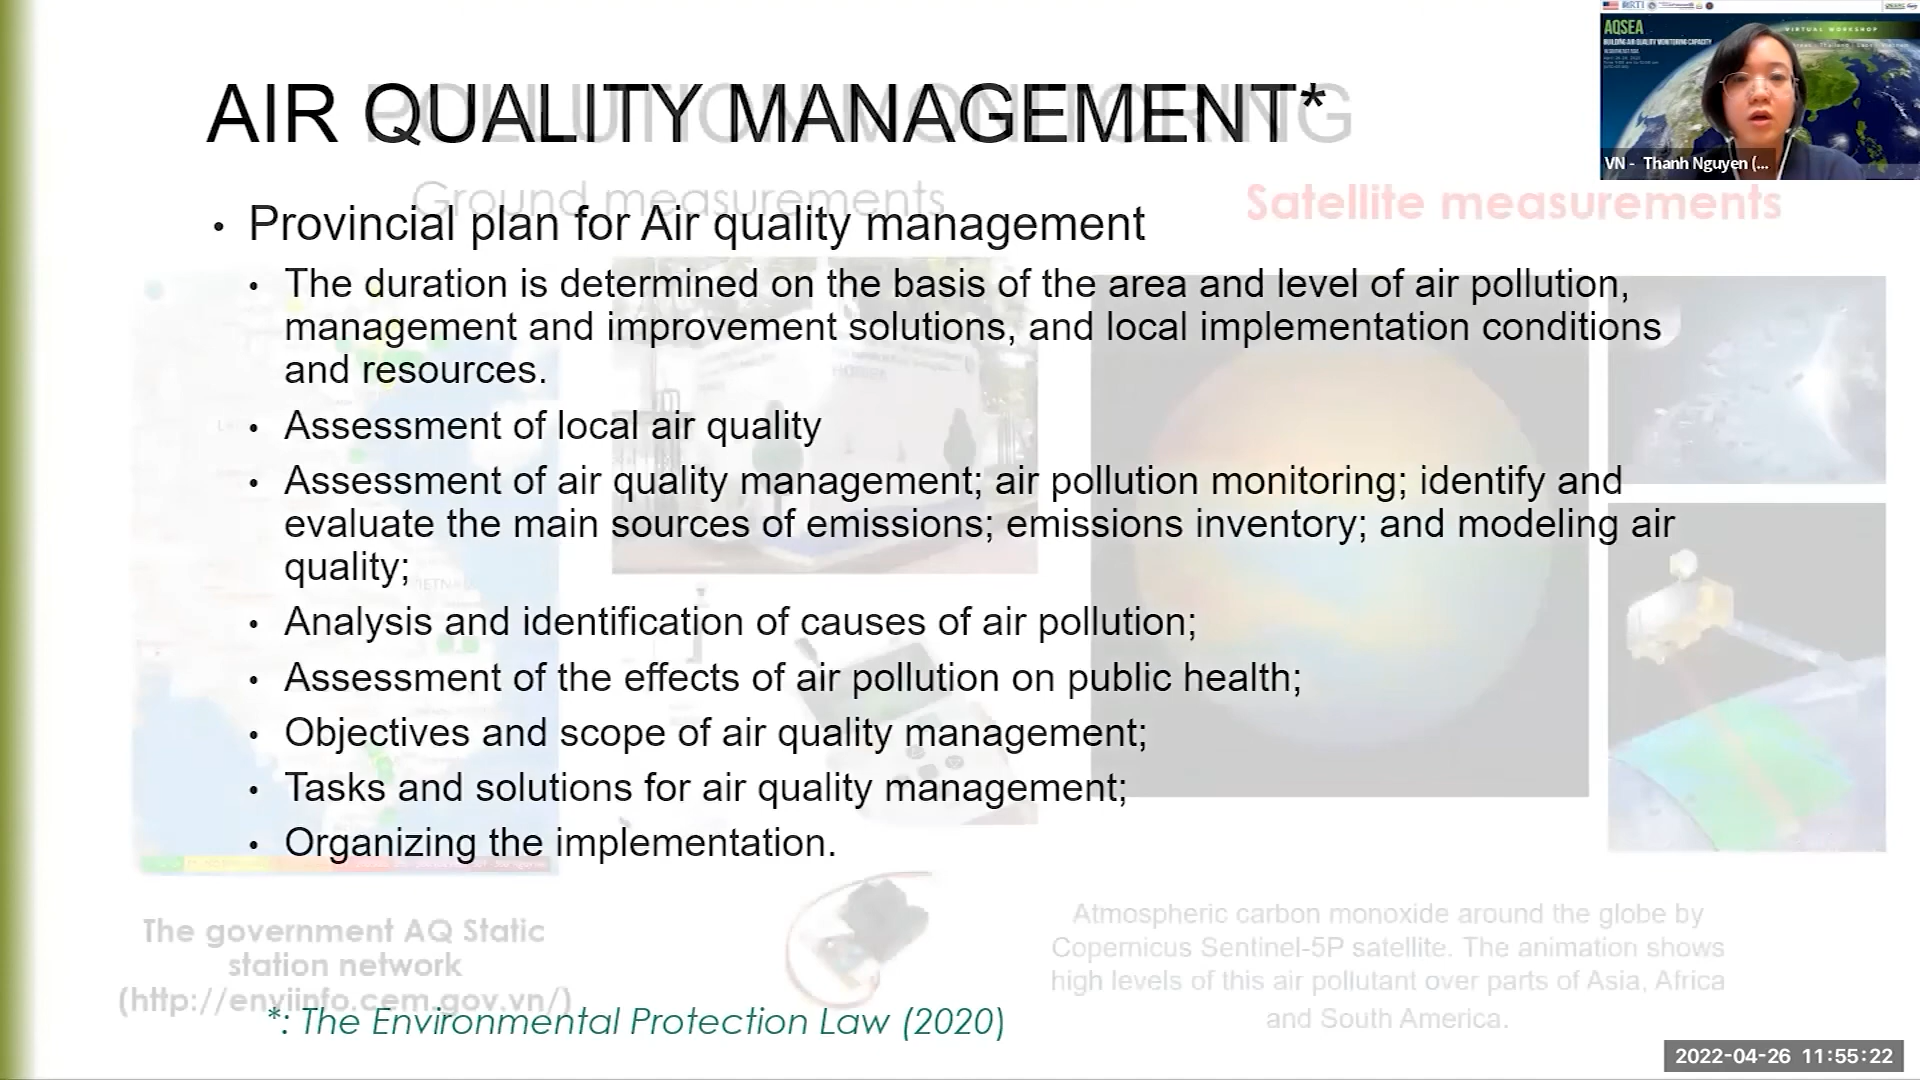 AIR QUALITY MANAGEMENT*
POLLUTION MONITORING
Ground measurements
Satellite measurements
• Provincial plan for Air quality management
• The duration is determined on the basis of the area and level of air pollution,
management and improvement solutions, and local implementation conditions
and resources.
• Assessment of local air quality
• Assessment of air quality management; air pollution monitoring; identify and
evaluate the main sources of emissions; emissions inventory; and modeling air
quality;
• Analysis and identification of causes of air pollution;
• Assessment of the effects of air pollution on public health;
• Objectives and scope of air quality management;
• Tasks and solutions for air quality management;
• Organizing the implementation.
The government AQ Static
station network
(http://enviinfo.cem.gov.vn/)
*: The Environmental Protection Law (2020)
Atmospheric carbon monoxide around the globe by
Copernicus Sentinel-5P satellite. The animation shows
high levels of this air pollutant over parts of Asia, Africa
and South America.
AQSEA
BUILDING AIR QUALITY MONITORING CAPACITY
VIRTUAL WORKSHOP
VN - Thanh Nguyen (...
2022-04-26 11:55:22